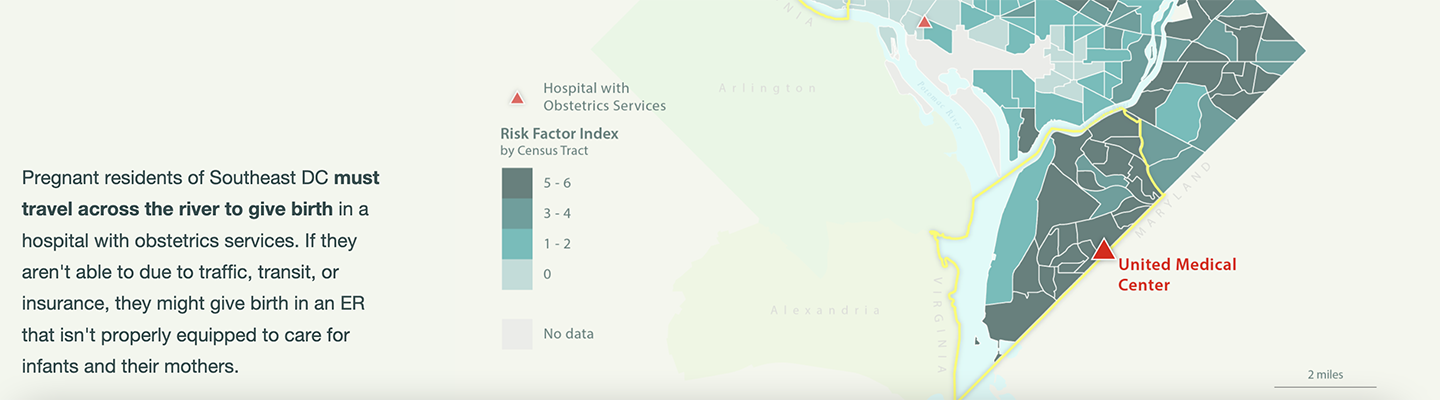 Pregnant residents of Southeast DC must
travel across the river to give birth in a
hospital with obstetrics services. If they
aren't able to due to traffic, transit, or
insurance, they might give birth in an ER
that isn't properly equipped to care for
infants and their mothers.
Hospital with
Obstetrics Services
Risk Factor Index
by Census Tract
5 - 6
3 - 4
1 - 2
0
No data
NIA
Arlington
Potomac River
Alexandria
VIRGINIA
MARYLAND
United Medical
Center
2 miles